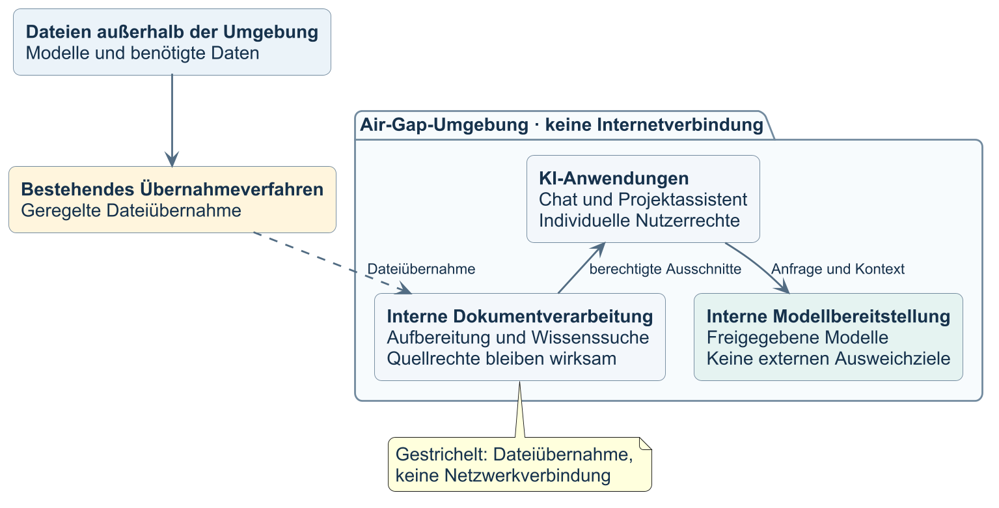 Dateien außerhalb der Umgebung
Modelle und benötigte Daten
Bestehendes Übernahmeverfahren
Geregelte Dateiübernahme
Air-Gap-Umgebung · keine Internetverbindung
KI-Anwendungen
Chat und Projektassistent
Individuelle Nutzerrechte
Dateiübernahme
berechtigte Ausschnitte
Anfrage und Kontext
Interne Dokumentverarbeitung
Aufbereitung und Wissenssuche
Quellrechte bleiben wirksam
Interne Modellbereitstellung
Freigegebene Modelle
Keine externen Ausweichziele
Gestrichelt: Dateiübernahme,
keine Netzwerkverbindung